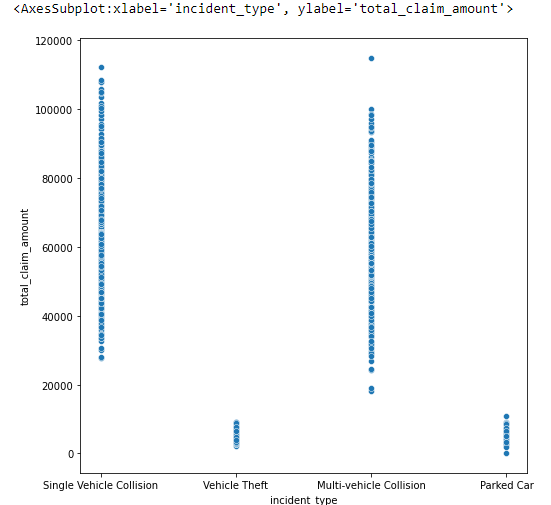 <AxesSubplot:xlabel='incident_type', ylabel='total_claim_amount'>
120000
100000
80000
60000
40000
20000
0
total_claim_amount
Single Vehicle Collision
Vehicle Theft
Multi-vehicle Collision
Parked Car
incident_type